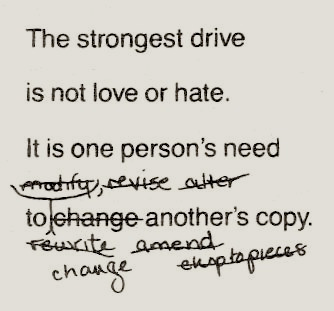 The strongest drive
is not love or hate.
It is one person's need
modify, revise alter
to change another's copy.
rewrite amend
change chop to pieces